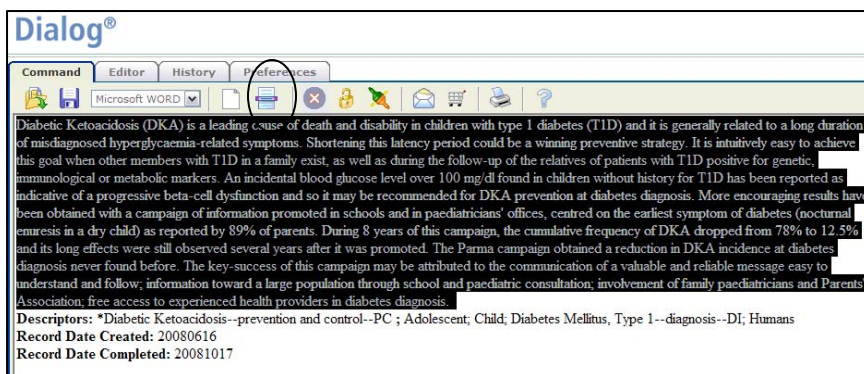 Dialog®
Command Editor History Preferences
Microsoft WORD
Diabetic Ketoacidosis (DKA) is a leading cause of death and disability in children with type 1 diabetes (T1D) and it is generally related to a long duration
of misdiagnosed hyperglycaemia-related symptoms. Shortening this latency period could be a winning preventive strategy. It is intuitively easy to achieve
this goal when other members with T1D in a family exist, as well as during the follow-up of the relatives of patients with T1D positive for genetic,
immunological or metabolic markers. An incidental blood glucose level over 100 mg/dl found in children without history for T1D has been reported as
indicative of a progressive beta-cell dysfunction and so it may be recommended for DKA prevention at diabetes diagnosis. More encouraging results have
been obtained with a campaign of information promoted in schools and in paediatricians' offices, centred on the earliest symptom of diabetes (nocturnal
enuresis in a dry child) as reported by 89% of parents. During 8 years of this campaign, the cumulative frequency of DKA dropped from 78% to 12.5%
and its long effects were still observed several years after it was promoted. The Parma campaign obtained a reduction in DKA incidence at diabetes
diagnosis never found before. The key-success of this campaign may be attributed to the communication of a valuable and reliable message easy to
understand and follow; information toward a large population through school and paediatric consultation; involvement of family paediatricians and Parents'
Association; free access to experienced health providers in diabetes diagnosis.
Descriptors: *Diabetic Ketoacidosis--prevention and control--PC ; Adolescent; Child; Diabetes Mellitus, Type 1--diagnosis--DI; Humans
Record Date Created: 20080616
Record Date Completed: 20081017